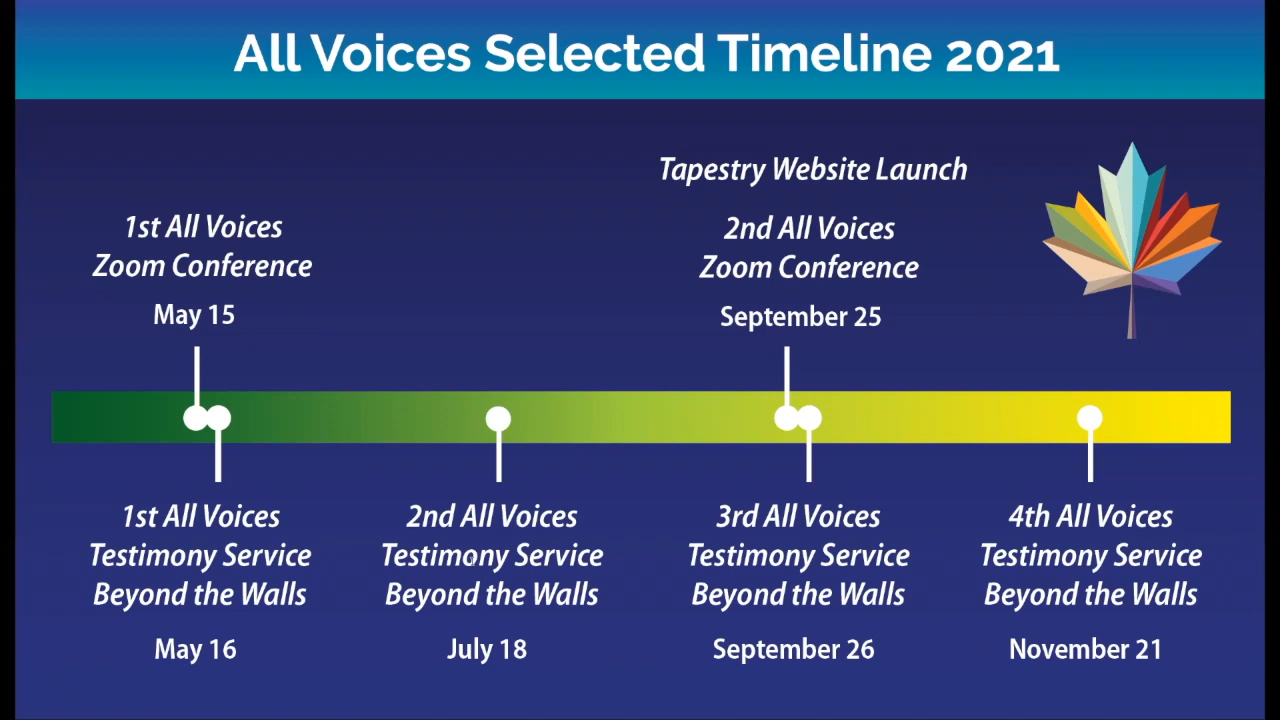 All Voices Selected Timeline 2021
Tapestry Website Launch
1st All Voices
Zoom Conference
May 15
2nd All Voices
Zoom Conference
September 25
1st All Voices
Testimony Service
Beyond the Walls
May 16
2nd All Voices
Testimony Service
Beyond the Walls
July 18
3rd All Voices
Testimony Service
Beyond the Walls
September 26
4th All Voices
Testimony Service
Beyond the Walls
November 21